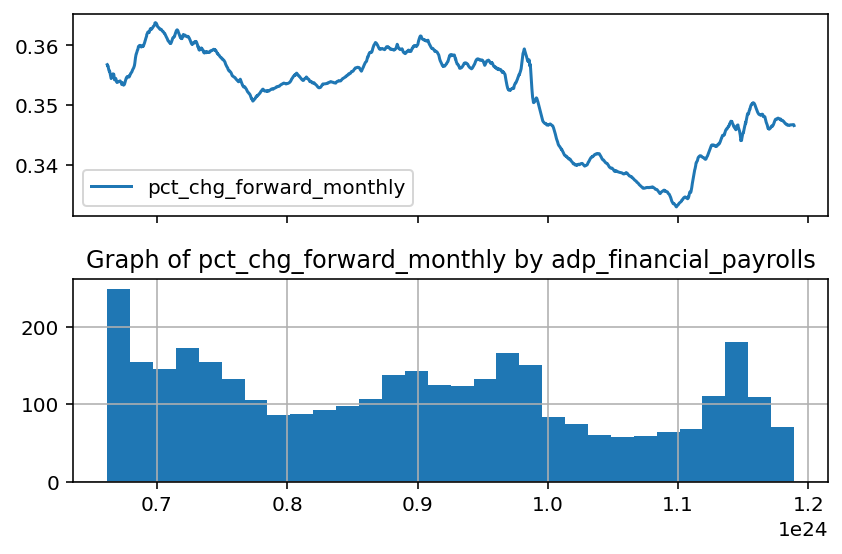 0.36
0.35
0.34
pct_chg_forward_monthly
Graph of pct_chg_forward_monthly by adp_financial_payrolls
200
100
0
0.7 0.8 0.9 1.0 1.1 1.2
1e24